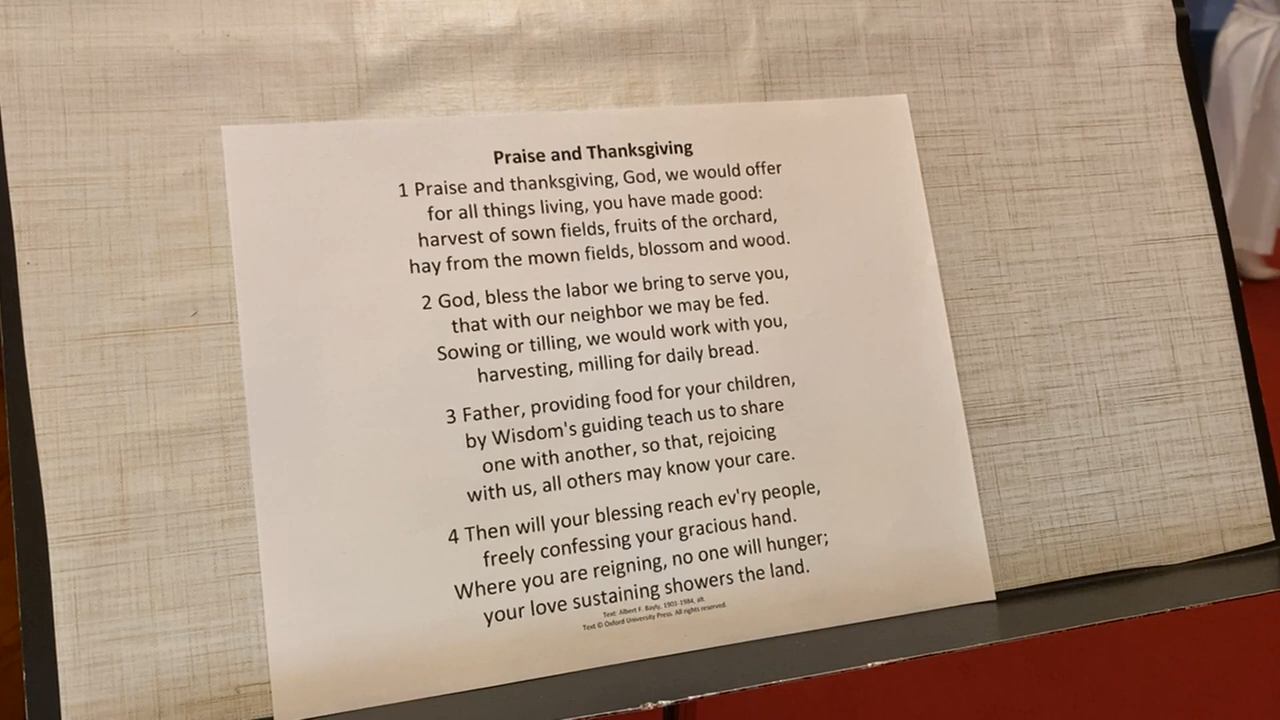 Praise and Thanksgiving
1 Praise and thanksgiving, God, we would offer
for all things living, you have made good:
harvest of sown fields, fruits of the orchard,
hay from the mown fields, blossom and wood.
2 God, bless the labor we bring to serve you,
that with our neighbor we may be fed.
Sowing or tilling, we would work with you,
harvesting, milling for daily bread.
3 Father, providing food for your children,
by Wisdom's guiding teach us to share
one with another, so that, rejoicing
with us, all others may know your care.
4 Then will your blessing reach ev'ry people,
freely confessing your gracious hand.
Where you are reigning, no one will hunger;
your love sustaining showers the land.
Text: Albert F. Bayly, 1901-1984, alt.
Text © Oxford University Press. All rights reserved.